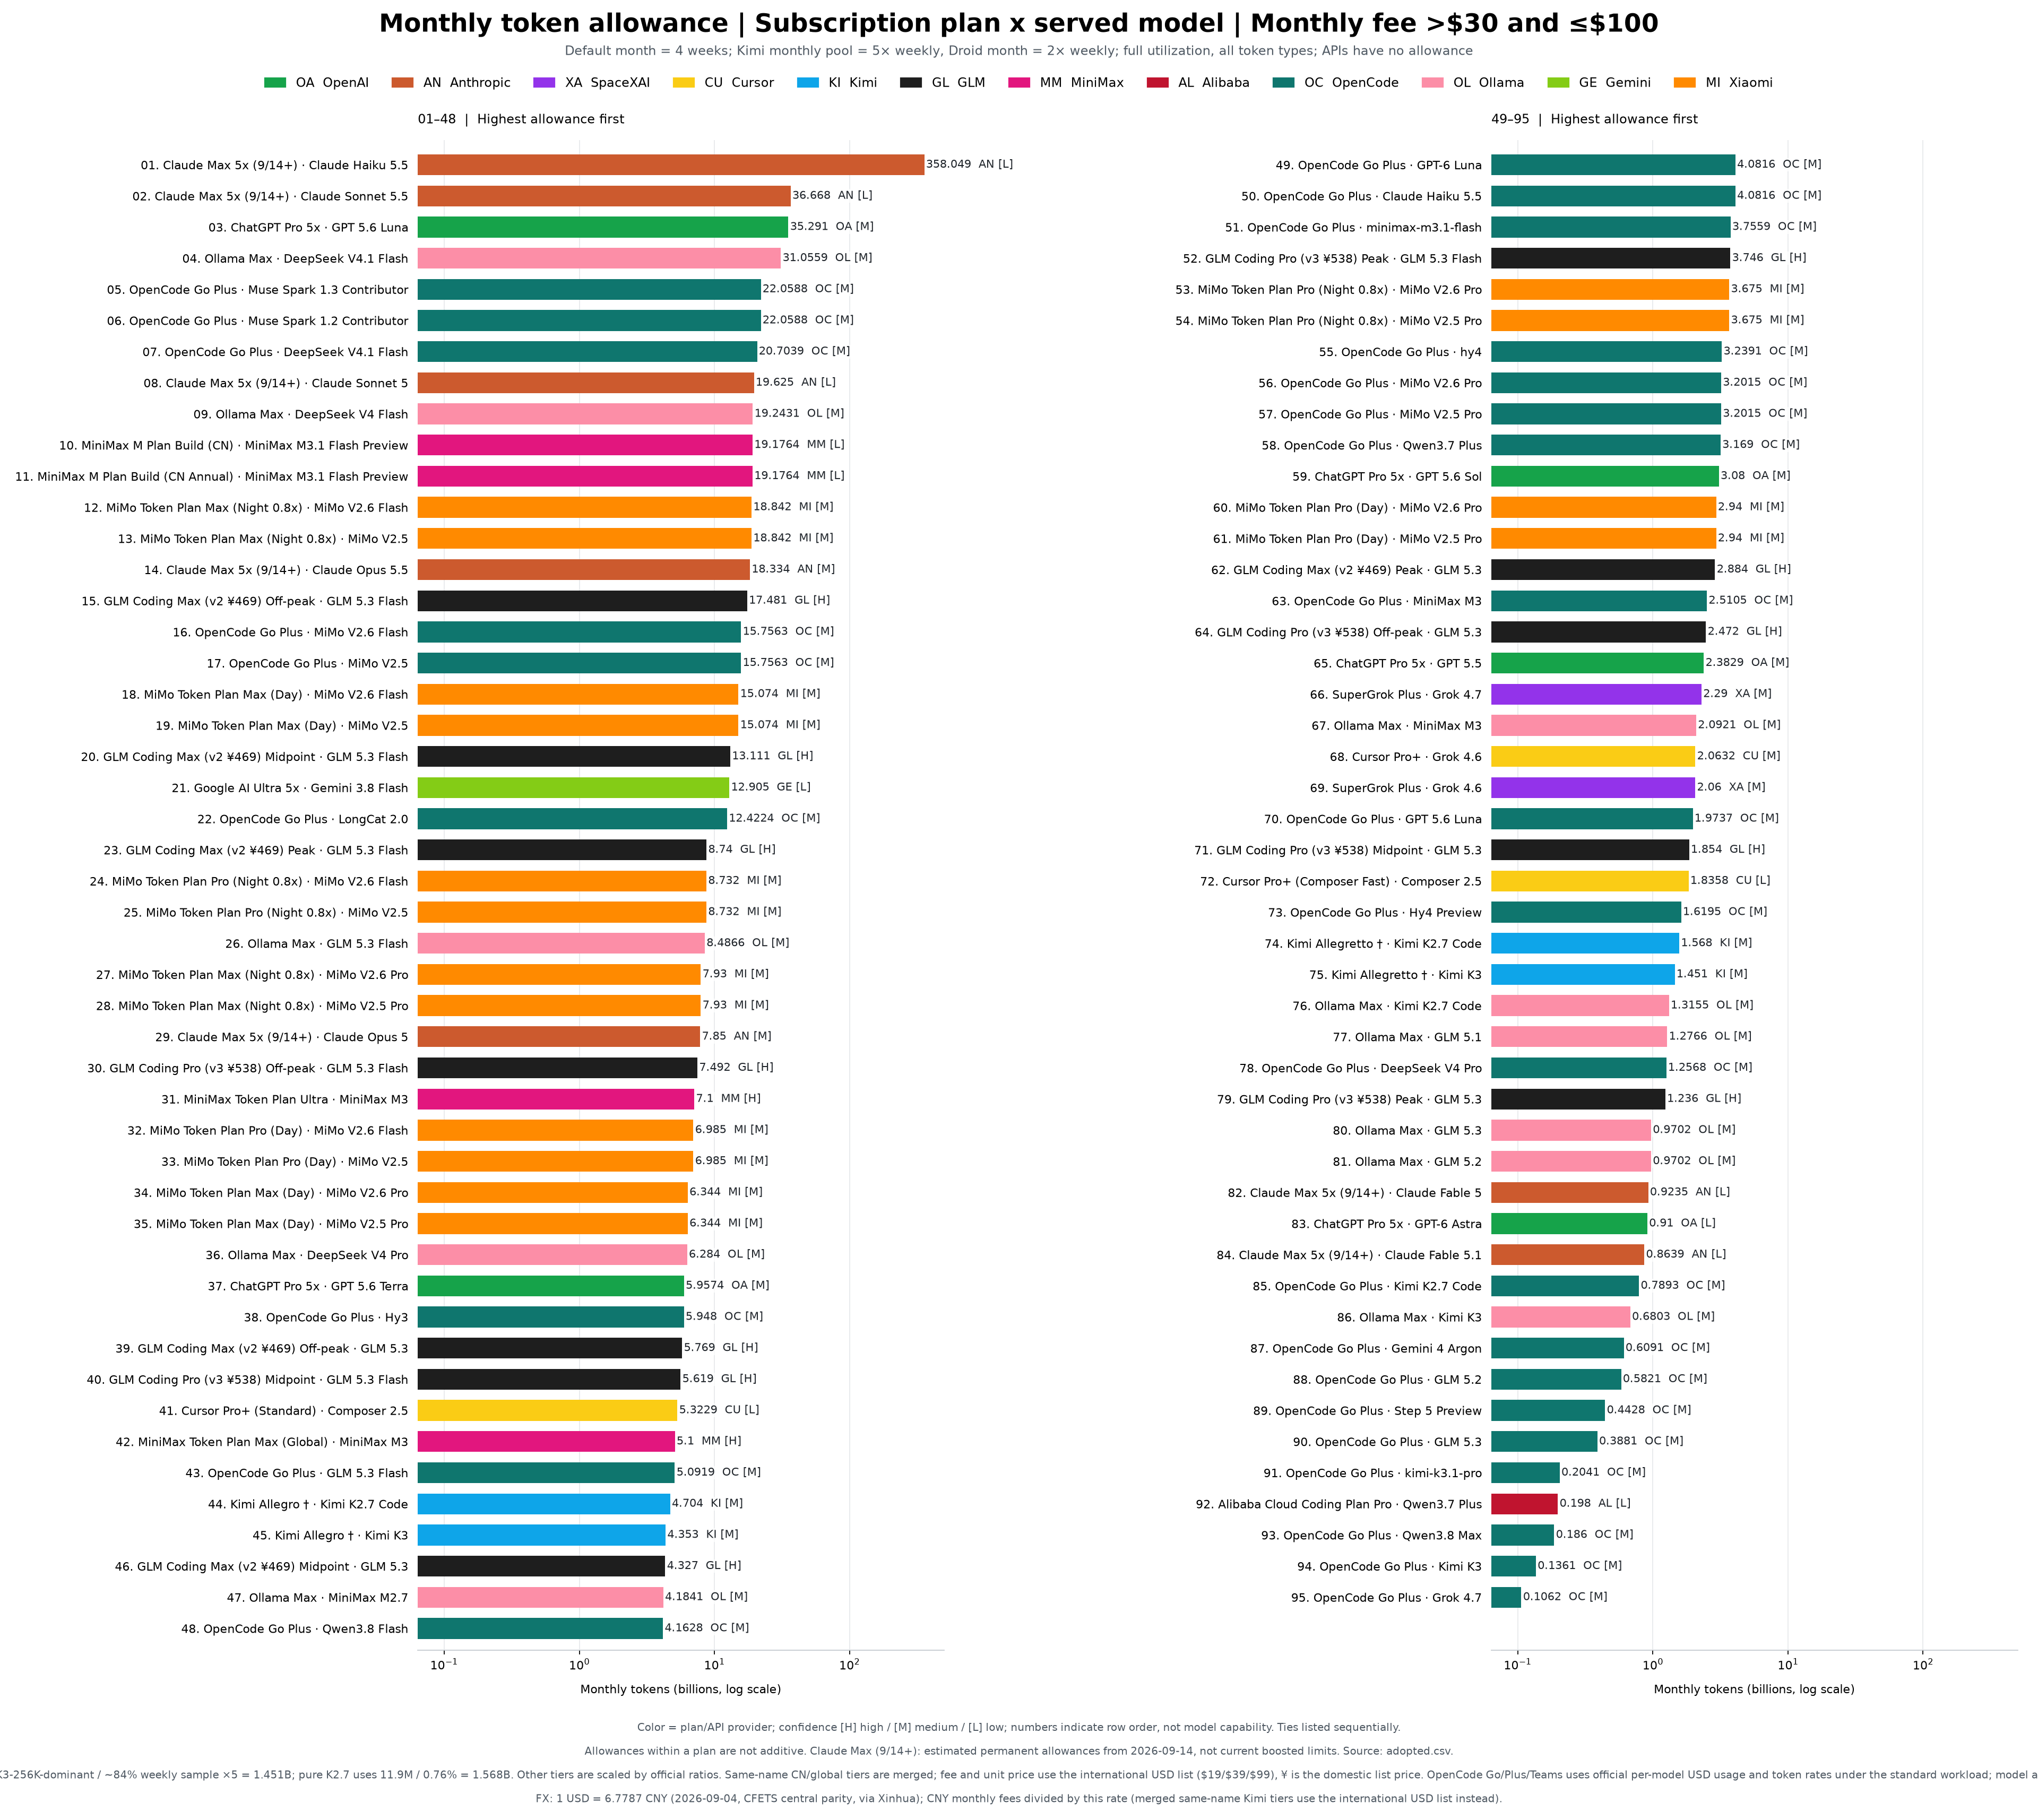 Monthly token allowance | Subscription plan x served model | Monthly fee >$30 and ≤$100
Default month = 4 weeks; Kimi monthly pool = 5× weekly, Droid month = 2× weekly; full utilization, all token types; APIs have no allowance
OA OpenAI AN Anthropic XA SpaceXAI CU Cursor KI Kimi GL GLM MM MiniMax AL Alibaba OC OpenCode OL Ollama GE Gemini MI Xiaomi
01–48 | Highest allowance first
01. Claude Max 5x (9/14+) · Claude Haiku 5.5 358.049 AN [L]
02. Claude Max 5x (9/14+) · Claude Sonnet 5.5 36.668 AN [L]
03. ChatGPT Pro 5x · GPT 5.6 Luna 35.291 OA [M]
04. Ollama Max · DeepSeek V4.1 Flash 31.0559 OL [M]
05. OpenCode Go Plus · Muse Spark 1.3 Contributor 22.0588 OC [M]
06. OpenCode Go Plus · Muse Spark 1.2 Contributor 22.0588 OC [M]
07. OpenCode Go Plus · DeepSeek V4.1 Flash 20.7039 OC [M]
08. Claude Max 5x (9/14+) · Claude Sonnet 5 19.625 AN [L]
09. Ollama Max · DeepSeek V4 Flash 19.2431 OL [M]
10. MiniMax M Plan Build (CN) · MiniMax M3.1 Flash Preview 19.1764 MM [L]
11. MiniMax M Plan Build (CN Annual) · MiniMax M3.1 Flash Preview 19.1764 MM [L]
12. MiMo Token Plan Max (Night 0.8x) · MiMo V2.6 Flash 18.842 MI [M]
13. MiMo Token Plan Max (Night 0.8x) · MiMo V2.5 18.842 MI [M]
14. Claude Max 5x (9/14+) · Claude Opus 5.5 18.334 AN [M]
15. GLM Coding Max (v2 ¥469) Off-peak · GLM 5.3 Flash 17.481 GL [H]
16. OpenCode Go Plus · MiMo V2.6 Flash 15.7563 OC [M]
17. OpenCode Go Plus · MiMo V2.5 15.7563 OC [M]
18. MiMo Token Plan Max (Day) · MiMo V2.6 Flash 15.074 MI [M]
19. MiMo Token Plan Max (Day) · MiMo V2.5 15.074 MI [M]
20. GLM Coding Max (v2 ¥469) Midpoint · GLM 5.3 Flash 13.111 GL [H]
21. Google AI Ultra 5x · Gemini 3.8 Flash 12.905 GE [L]
22. OpenCode Go Plus · LongCat 2.0 12.4224 OC [M]
23. GLM Coding Max (v2 ¥469) Peak · GLM 5.3 Flash 8.74 GL [H]
24. MiMo Token Plan Pro (Night 0.8x) · MiMo V2.6 Flash 8.732 MI [M]
25. MiMo Token Plan Pro (Night 0.8x) · MiMo V2.5 8.732 MI [M]
26. Ollama Max · GLM 5.3 Flash 8.4866 OL [M]
27. MiMo Token Plan Max (Night 0.8x) · MiMo V2.6 Pro 7.93 MI [M]
28. MiMo Token Plan Max (Night 0.8x) · MiMo V2.5 Pro 7.93 MI [M]
29. Claude Max 5x (9/14+) · Claude Opus 5 7.85 AN [M]
30. GLM Coding Pro (v3 ¥538) Off-peak · GLM 5.3 Flash 7.492 GL [H]
31. MiniMax Token Plan Ultra · MiniMax M3 7.1 MM [H]
32. MiMo Token Plan Pro (Day) · MiMo V2.6 Flash 6.985 MI [M]
33. MiMo Token Plan Pro (Day) · MiMo V2.5 6.985 MI [M]
34. MiMo Token Plan Max (Day) · MiMo V2.6 Pro 6.344 MI [M]
35. MiMo Token Plan Max (Day) · MiMo V2.5 Pro 6.344 MI [M]
36. Ollama Max · DeepSeek V4 Pro 6.284 OL [M]
37. ChatGPT Pro 5x · GPT 5.6 Terra 5.9574 OA [M]
38. OpenCode Go Plus · Hy3 5.948 OC [M]
39. GLM Coding Max (v2 ¥469) Off-peak · GLM 5.3 5.769 GL [H]
40. GLM Coding Pro (v3 ¥538) Midpoint · GLM 5.3 Flash 5.619 GL [H]
41. Cursor Pro+ (Standard) · Composer 2.5 5.3229 CU [L]
42. MiniMax Token Plan Max (Global) · MiniMax M3 5.1 MM [H]
43. OpenCode Go Plus · GLM 5.3 Flash 5.0919 OC [M]
44. Kimi Allegro † · Kimi K2.7 Code 4.704 KI [M]
45. Kimi Allegro † · Kimi K3 4.353 KI [M]
46. GLM Coding Max (v2 ¥469) Midpoint · GLM 5.3 4.327 GL [H]
47. Ollama Max · MiniMax M2.7 4.1841 OL [M]
48. OpenCode Go Plus · Qwen3.8 Flash 4.1628 OC [M]
10⁻¹ 10⁰ 10¹ 10²
Monthly tokens (billions, log scale)
49–95 | Highest allowance first
49. OpenCode Go Plus · GPT-6 Luna 4.0816 OC [M]
50. OpenCode Go Plus · Claude Haiku 5.5 4.0816 OC [M]
51. OpenCode Go Plus · minimax-m3.1-flash 3.7559 OC [M]
52. GLM Coding Pro (v3 ¥538) Peak · GLM 5.3 Flash 3.746 GL [H]
53. MiMo Token Plan Pro (Night 0.8x) · MiMo V2.6 Pro 3.675 MI [M]
54. MiMo Token Plan Pro (Night 0.8x) · MiMo V2.5 Pro 3.675 MI [M]
55. OpenCode Go Plus · hy4 3.2391 OC [M]
56. OpenCode Go Plus · MiMo V2.6 Pro 3.2015 OC [M]
57. OpenCode Go Plus · MiMo V2.5 Pro 3.2015 OC [M]
58. OpenCode Go Plus · Qwen3.7 Plus 3.169 OC [M]
59. ChatGPT Pro 5x · GPT 5.6 Sol 3.08 OA [M]
60. MiMo Token Plan Pro (Day) · MiMo V2.6 Pro 2.94 MI [M]
61. MiMo Token Plan Pro (Day) · MiMo V2.5 Pro 2.94 MI [M]
62. GLM Coding Max (v2 ¥469) Peak · GLM 5.3 2.884 GL [H]
63. OpenCode Go Plus · MiniMax M3 2.5105 OC [M]
64. GLM Coding Pro (v3 ¥538) Off-peak · GLM 5.3 2.472 GL [H]
65. ChatGPT Pro 5x · GPT 5.5 2.3829 OA [M]
66. SuperGrok Plus · Grok 4.7 2.29 XA [M]
67. Ollama Max · MiniMax M3 2.0921 OL [M]
68. Cursor Pro+ · Grok 4.6 2.0632 CU [M]
69. SuperGrok Plus · Grok 4.6 2.06 XA [M]
70. OpenCode Go Plus · GPT 5.6 Luna 1.9737 OC [M]
71. GLM Coding Pro (v3 ¥538) Midpoint · GLM 5.3 1.854 GL [H]
72. Cursor Pro+ (Composer Fast) · Composer 2.5 1.8358 CU [L]
73. OpenCode Go Plus · Hy4 Preview 1.6195 OC [M]
74. Kimi Allegretto † · Kimi K2.7 Code 1.568 KI [M]
75. Kimi Allegretto † · Kimi K3 1.451 KI [M]
76. Ollama Max · Kimi K2.7 Code 1.3155 OL [M]
77. Ollama Max · GLM 5.1 1.2766 OL [M]
78. OpenCode Go Plus · DeepSeek V4 Pro 1.2568 OC [M]
79. GLM Coding Pro (v3 ¥538) Peak · GLM 5.3 1.236 GL [H]
80. Ollama Max · GLM 5.3 0.9702 OL [M]
81. Ollama Max · GLM 5.2 0.9702 OL [M]
82. Claude Max 5x (9/14+) · Claude Fable 5 0.9235 AN [L]
83. ChatGPT Pro 5x · GPT-6 Astra 0.91 OA [L]
84. Claude Max 5x (9/14+) · Claude Fable 5.1 0.8639 AN [L]
85. OpenCode Go Plus · Kimi K2.7 Code 0.7893 OC [M]
86. Ollama Max · Kimi K3 0.6803 OL [M]
87. OpenCode Go Plus · Gemini 4 Argon 0.6091 OC [M]
88. OpenCode Go Plus · GLM 5.2 0.5821 OC [M]
89. OpenCode Go Plus · Step 5 Preview 0.4428 OC [M]
90. OpenCode Go Plus · GLM 5.3 0.3881 OC [M]
91. OpenCode Go Plus · kimi-k3.1-pro 0.2041 OC [M]
92. Alibaba Cloud Coding Plan Pro · Qwen3.7 Plus 0.198 AL [L]
93. OpenCode Go Plus · Qwen3.8 Max 0.186 OC [M]
94. OpenCode Go Plus · Kimi K3 0.1361 OC [M]
95. OpenCode Go Plus · Grok 4.7 0.1062 OC [M]
10⁻¹ 10⁰ 10¹ 10²
Monthly tokens (billions, log scale)
Color = plan/API provider; confidence [H] high / [M] medium / [L] low; numbers indicate row order, not model capability. Ties listed sequentially.
Allowances within a plan are not additive. Claude Max (9/14+): estimated permanent allowances from 2026-09-14, not current boosted limits. Source: adopted.csv.
K3-256K-dominant / ~84% weekly sample ×5 = 1.451B; pure K2.7 uses 11.9M / 0.76% = 1.568B. Other tiers are scaled by official ratios. Same-name CN/global tiers are merged; fee and unit price use the international USD list ($19/$39/$99), ¥ is the domestic list price. OpenCode Go/Plus/Teams uses official per-model USD usage and token rates under the standard workload; model a
FX: 1 USD = 6.7787 CNY (2026-09-04, CFETS central parity, via Xinhua); CNY monthly fees divided by this rate (merged same-name Kimi tiers use the international USD list instead).